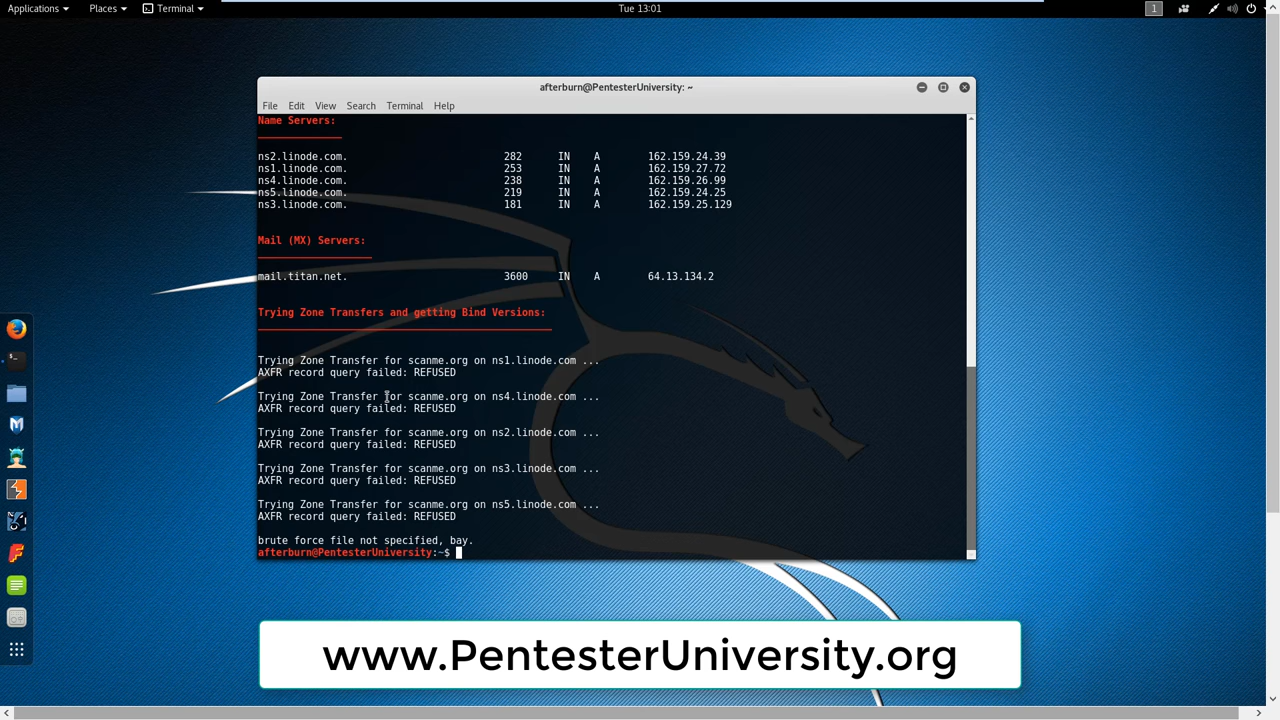 Applications Places Terminal Tue 13:01 1
afterburn@PentesterUniversity: ~
File Edit View Search Terminal Help
Name Servers:
ns2.linode.com. 282 IN A 162.159.24.39
ns1.linode.com. 253 IN A 162.159.27.72
ns4.linode.com. 238 IN A 162.159.26.99
ns5.linode.com. 219 IN A 162.159.24.25
ns3.linode.com. 181 IN A 162.159.25.129
Mail (MX) Servers:
mail.titan.net. 3600 IN A 64.13.134.2
Trying Zone Transfers and getting Bind Versions:
Trying Zone Transfer for scanme.org on ns1.linode.com ...
AXFR record query failed: REFUSED
Trying Zone Transfer for scanme.org on ns4.linode.com ...
AXFR record query failed: REFUSED
Trying Zone Transfer for scanme.org on ns2.linode.com ...
AXFR record query failed: REFUSED
Trying Zone Transfer for scanme.org on ns3.linode.com ...
AXFR record query failed: REFUSED
Trying Zone Transfer for scanme.org on ns5.linode.com ...
AXFR record query failed: REFUSED
brute force file not specified, bay.
afterburn@PentesterUniversity:~$
www.PentesterUniversity.org